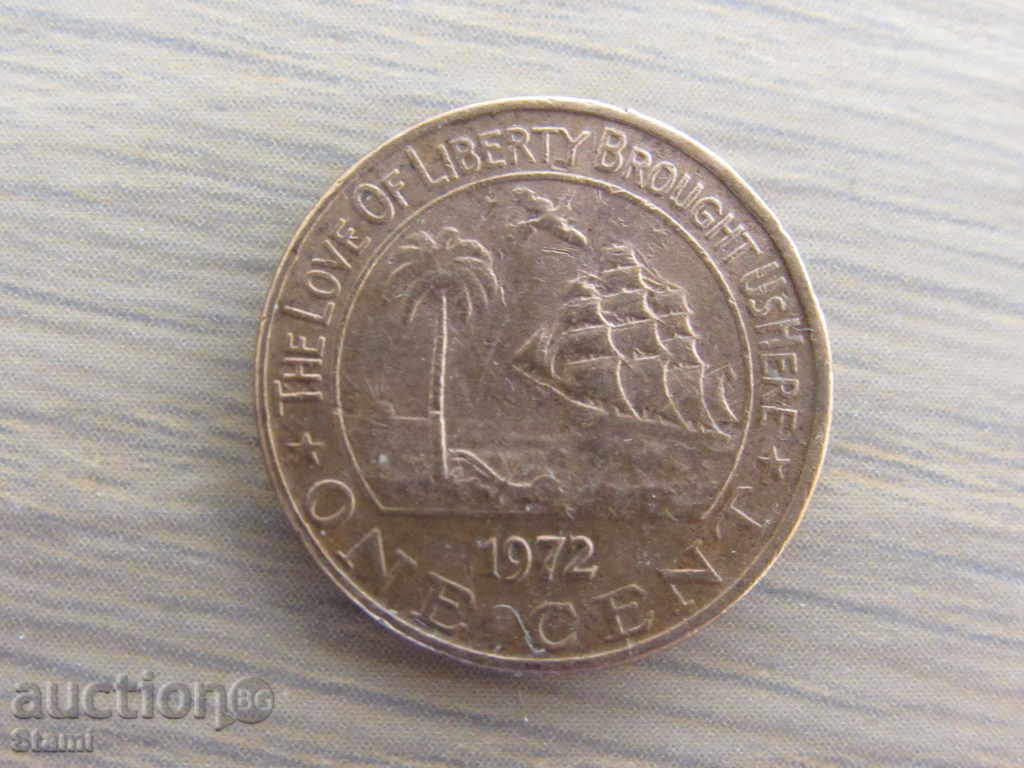 THE LOVE OF LIBERTY BROUGHT US HERE
1972
ONE CENT
auctionBG
Stami